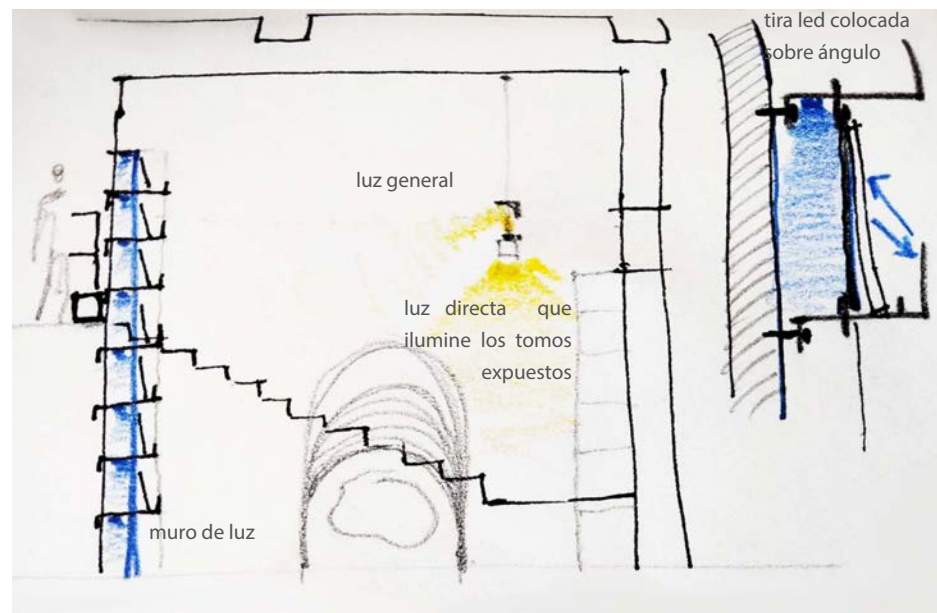 tira led colocada
sobre ángulo
luz general
luz directa que
ilumine los tomos
expuestos
muro de luz